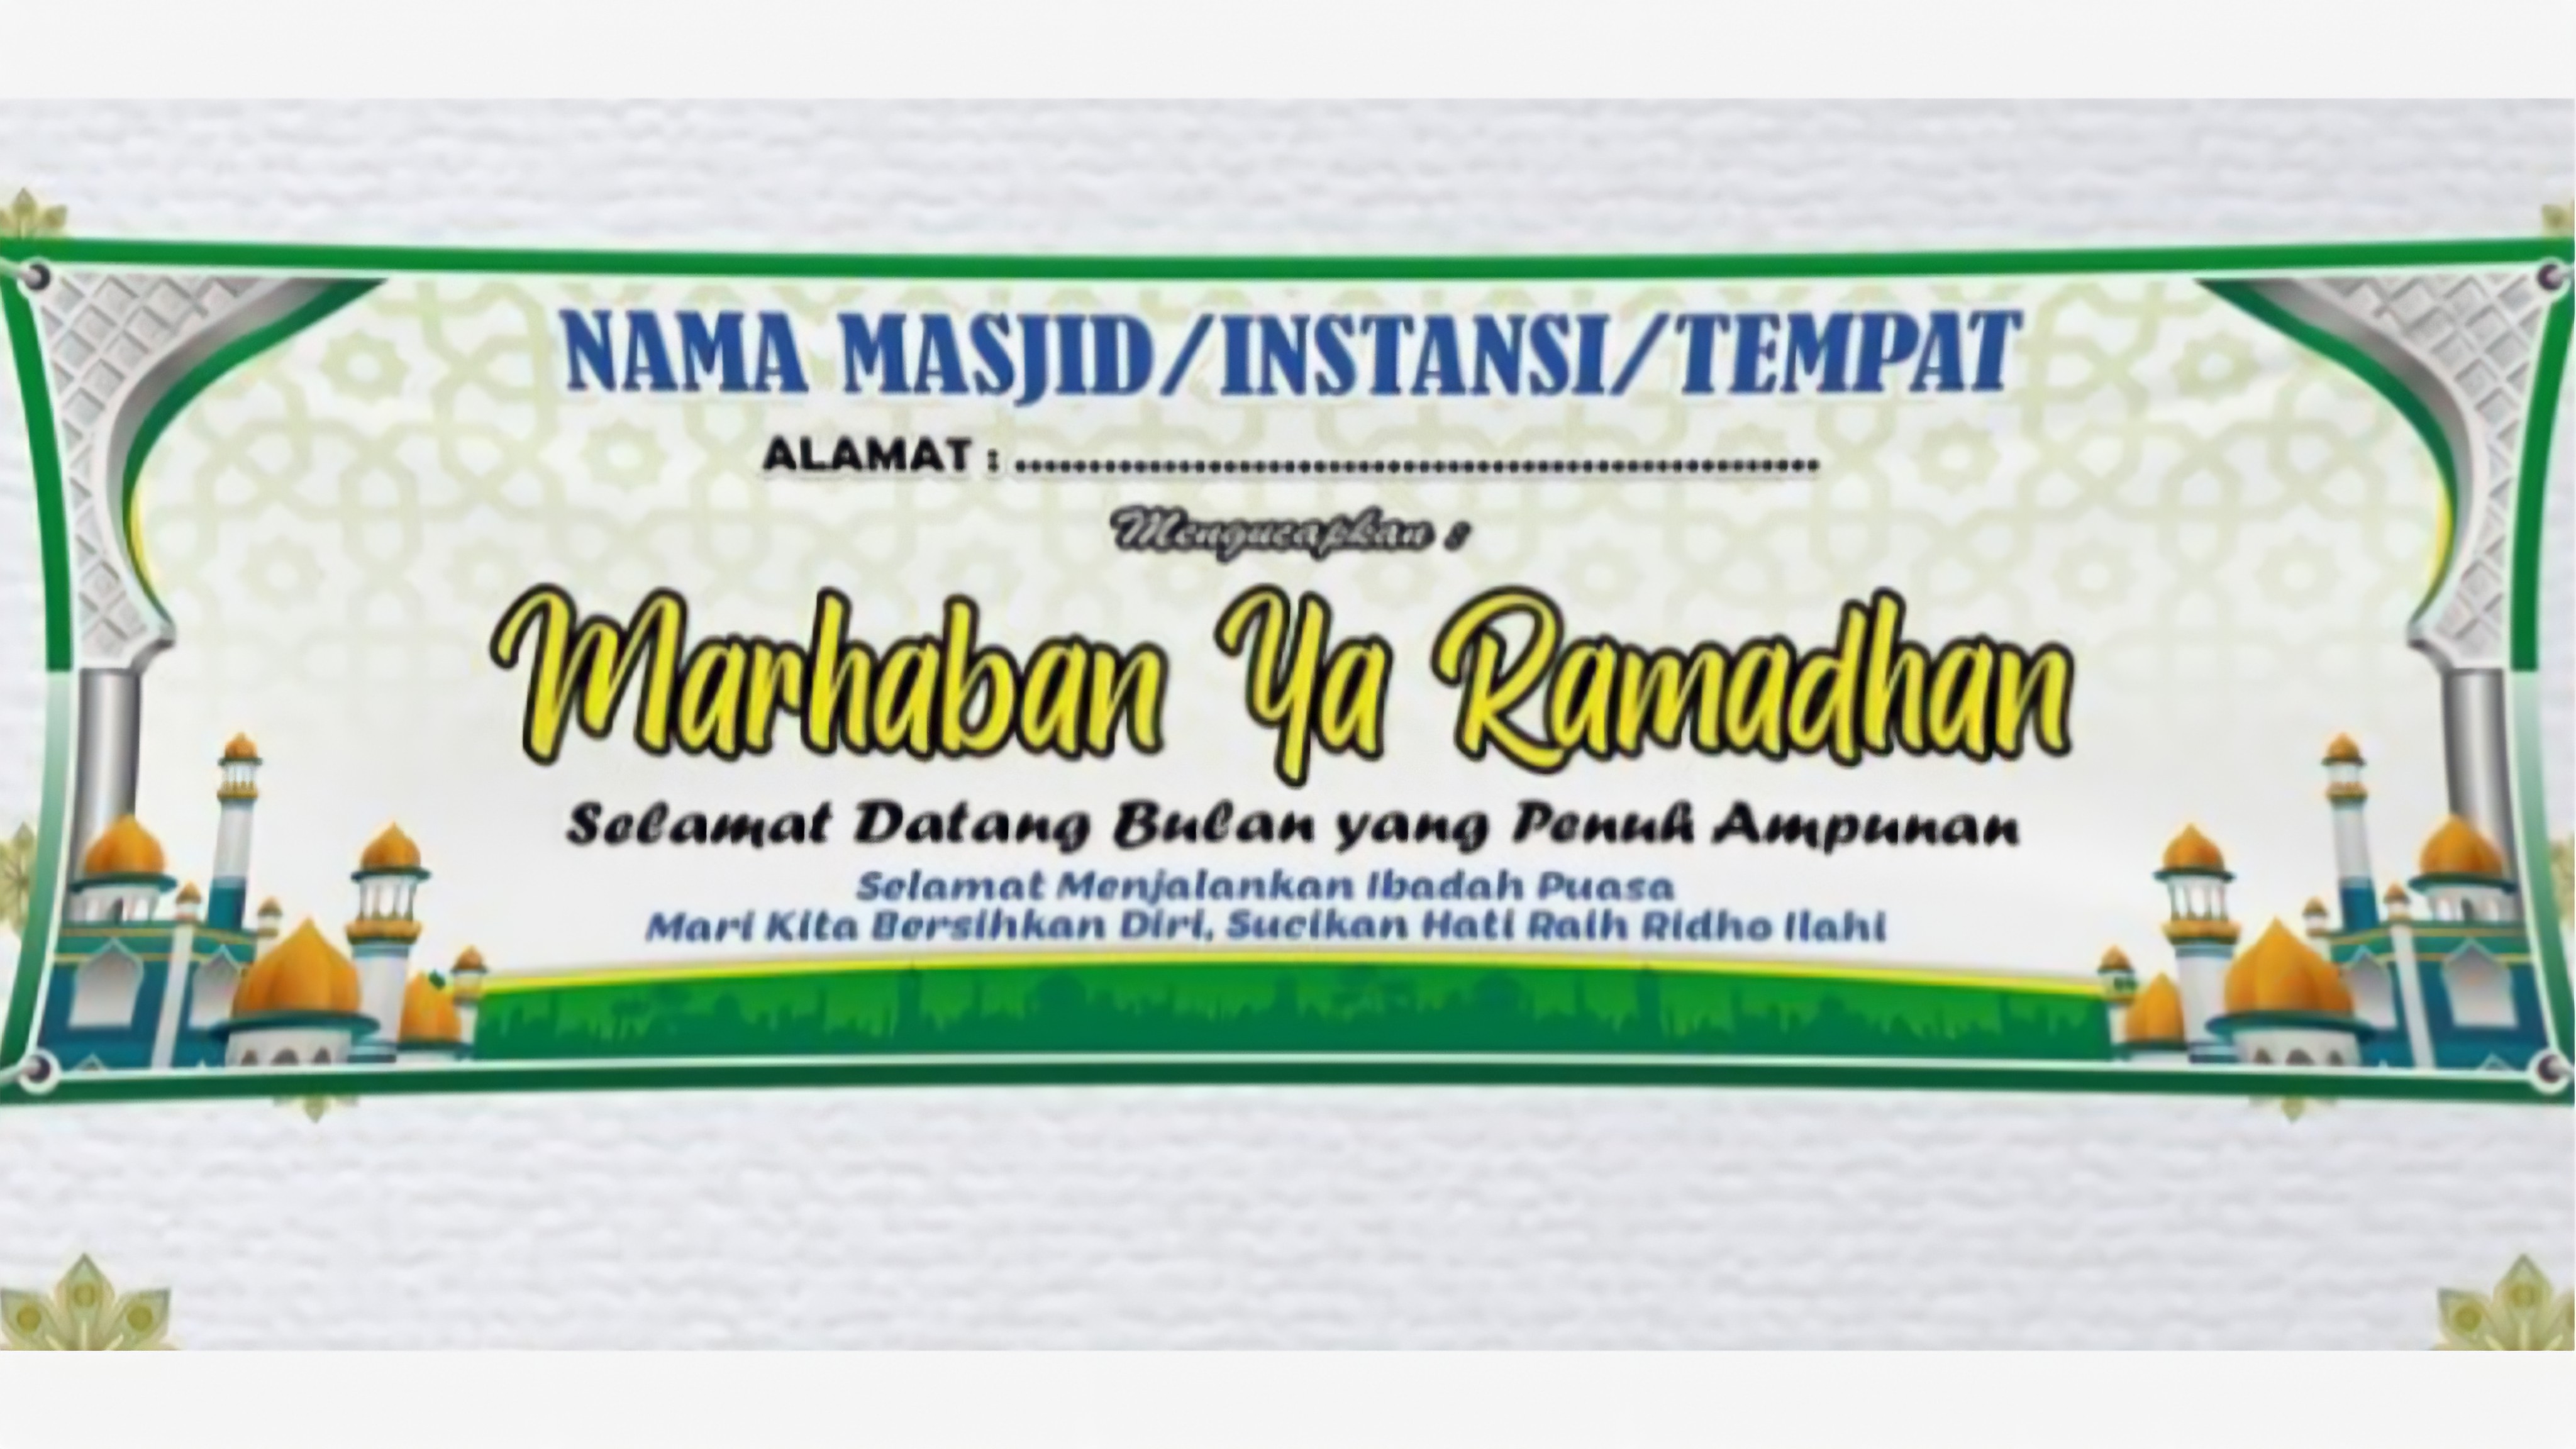 NAMA MASJID/INSTANSI/TEMPAT
ALAMAT : ......................................................................
Mengucapkan :
Marhaban Ya Ramadhan
Selamat Datang Bulan yang Penuh Ampunan
Selamat Menjalankan Ibadah Puasa
Mari Kita Bersihkan Diri, Sucikan Hati Raih Ridho Ilahi